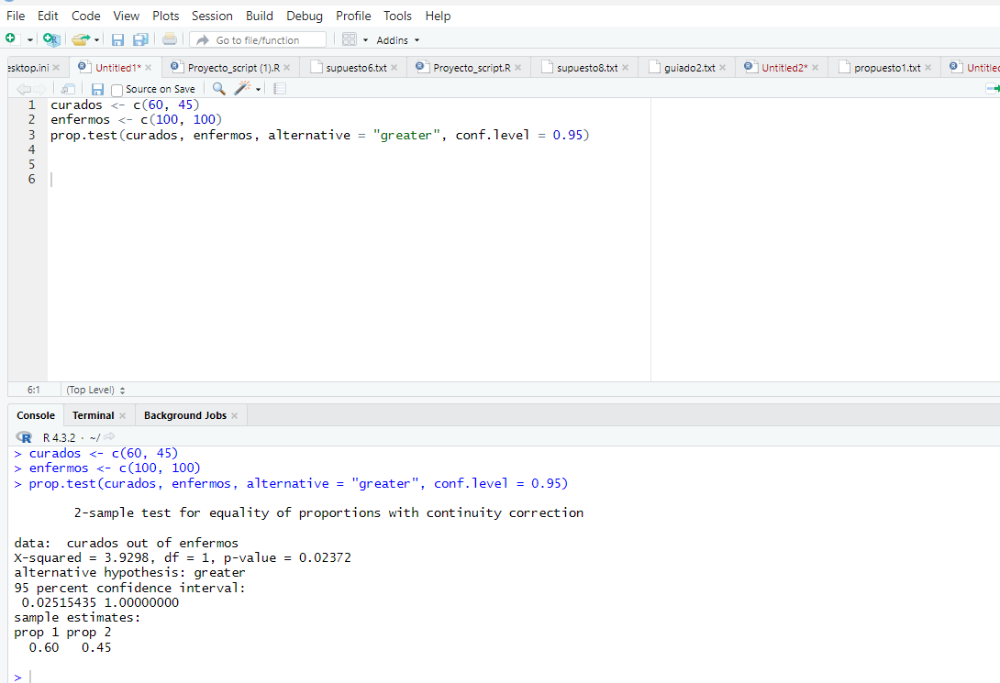 File Edit Code View Plots Session Build Debug Profile Tools Help
Go to file/function Addins
esktop.ini Untitled1* Proyecto_script (1).R supuesto6.txt Proyecto_script.R supuesto8.txt guiado2.txt Untitled2* propuesto1.txt Untitle
Source on Save
1 curados <- c(60, 45)
2 enfermos <- c(100, 100)
3 prop.test(curados, enfermos, alternative = "greater", conf.level = 0.95)
4
5
6
6:1 (Top Level)
Console Terminal Background Jobs
R R 4.3.2 · ~/
> curados <- c(60, 45)
> enfermos <- c(100, 100)
> prop.test(curados, enfermos, alternative = "greater", conf.level = 0.95)
2-sample test for equality of proportions with continuity correction
data:  curados out of enfermos
X-squared = 3.9298, df = 1, p-value = 0.02372
alternative hypothesis: greater
95 percent confidence interval:
0.02515435 1.00000000
sample estimates:
prop 1 prop 2
0.60   0.45
>